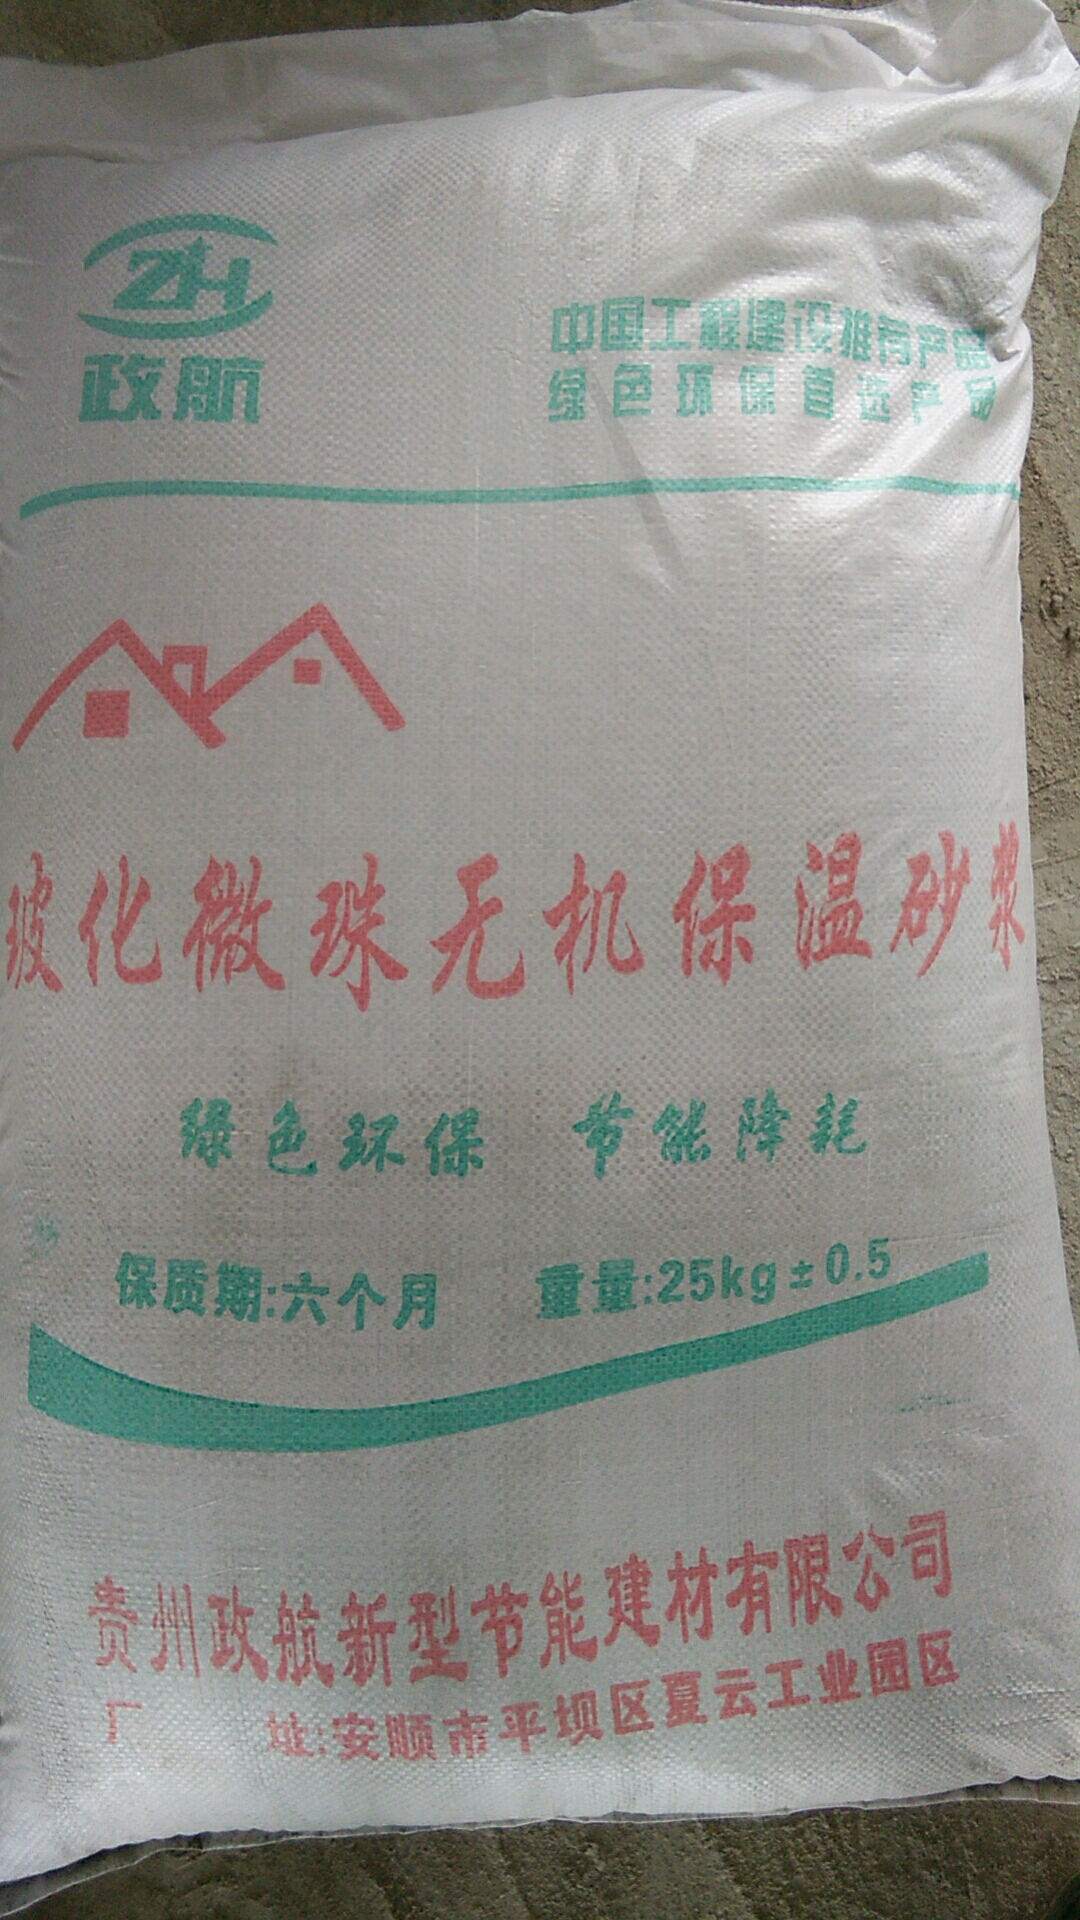 ZH
政航
中国工程建设推荐产品
绿色环保首选产品
玻化微珠无机保温砂浆
绿色环保 节能降耗
保质期:六个月 重量:25kg±0.5
贵州政航新型节能建材有限公司
厂 址:安顺市平坝区夏云工业园区